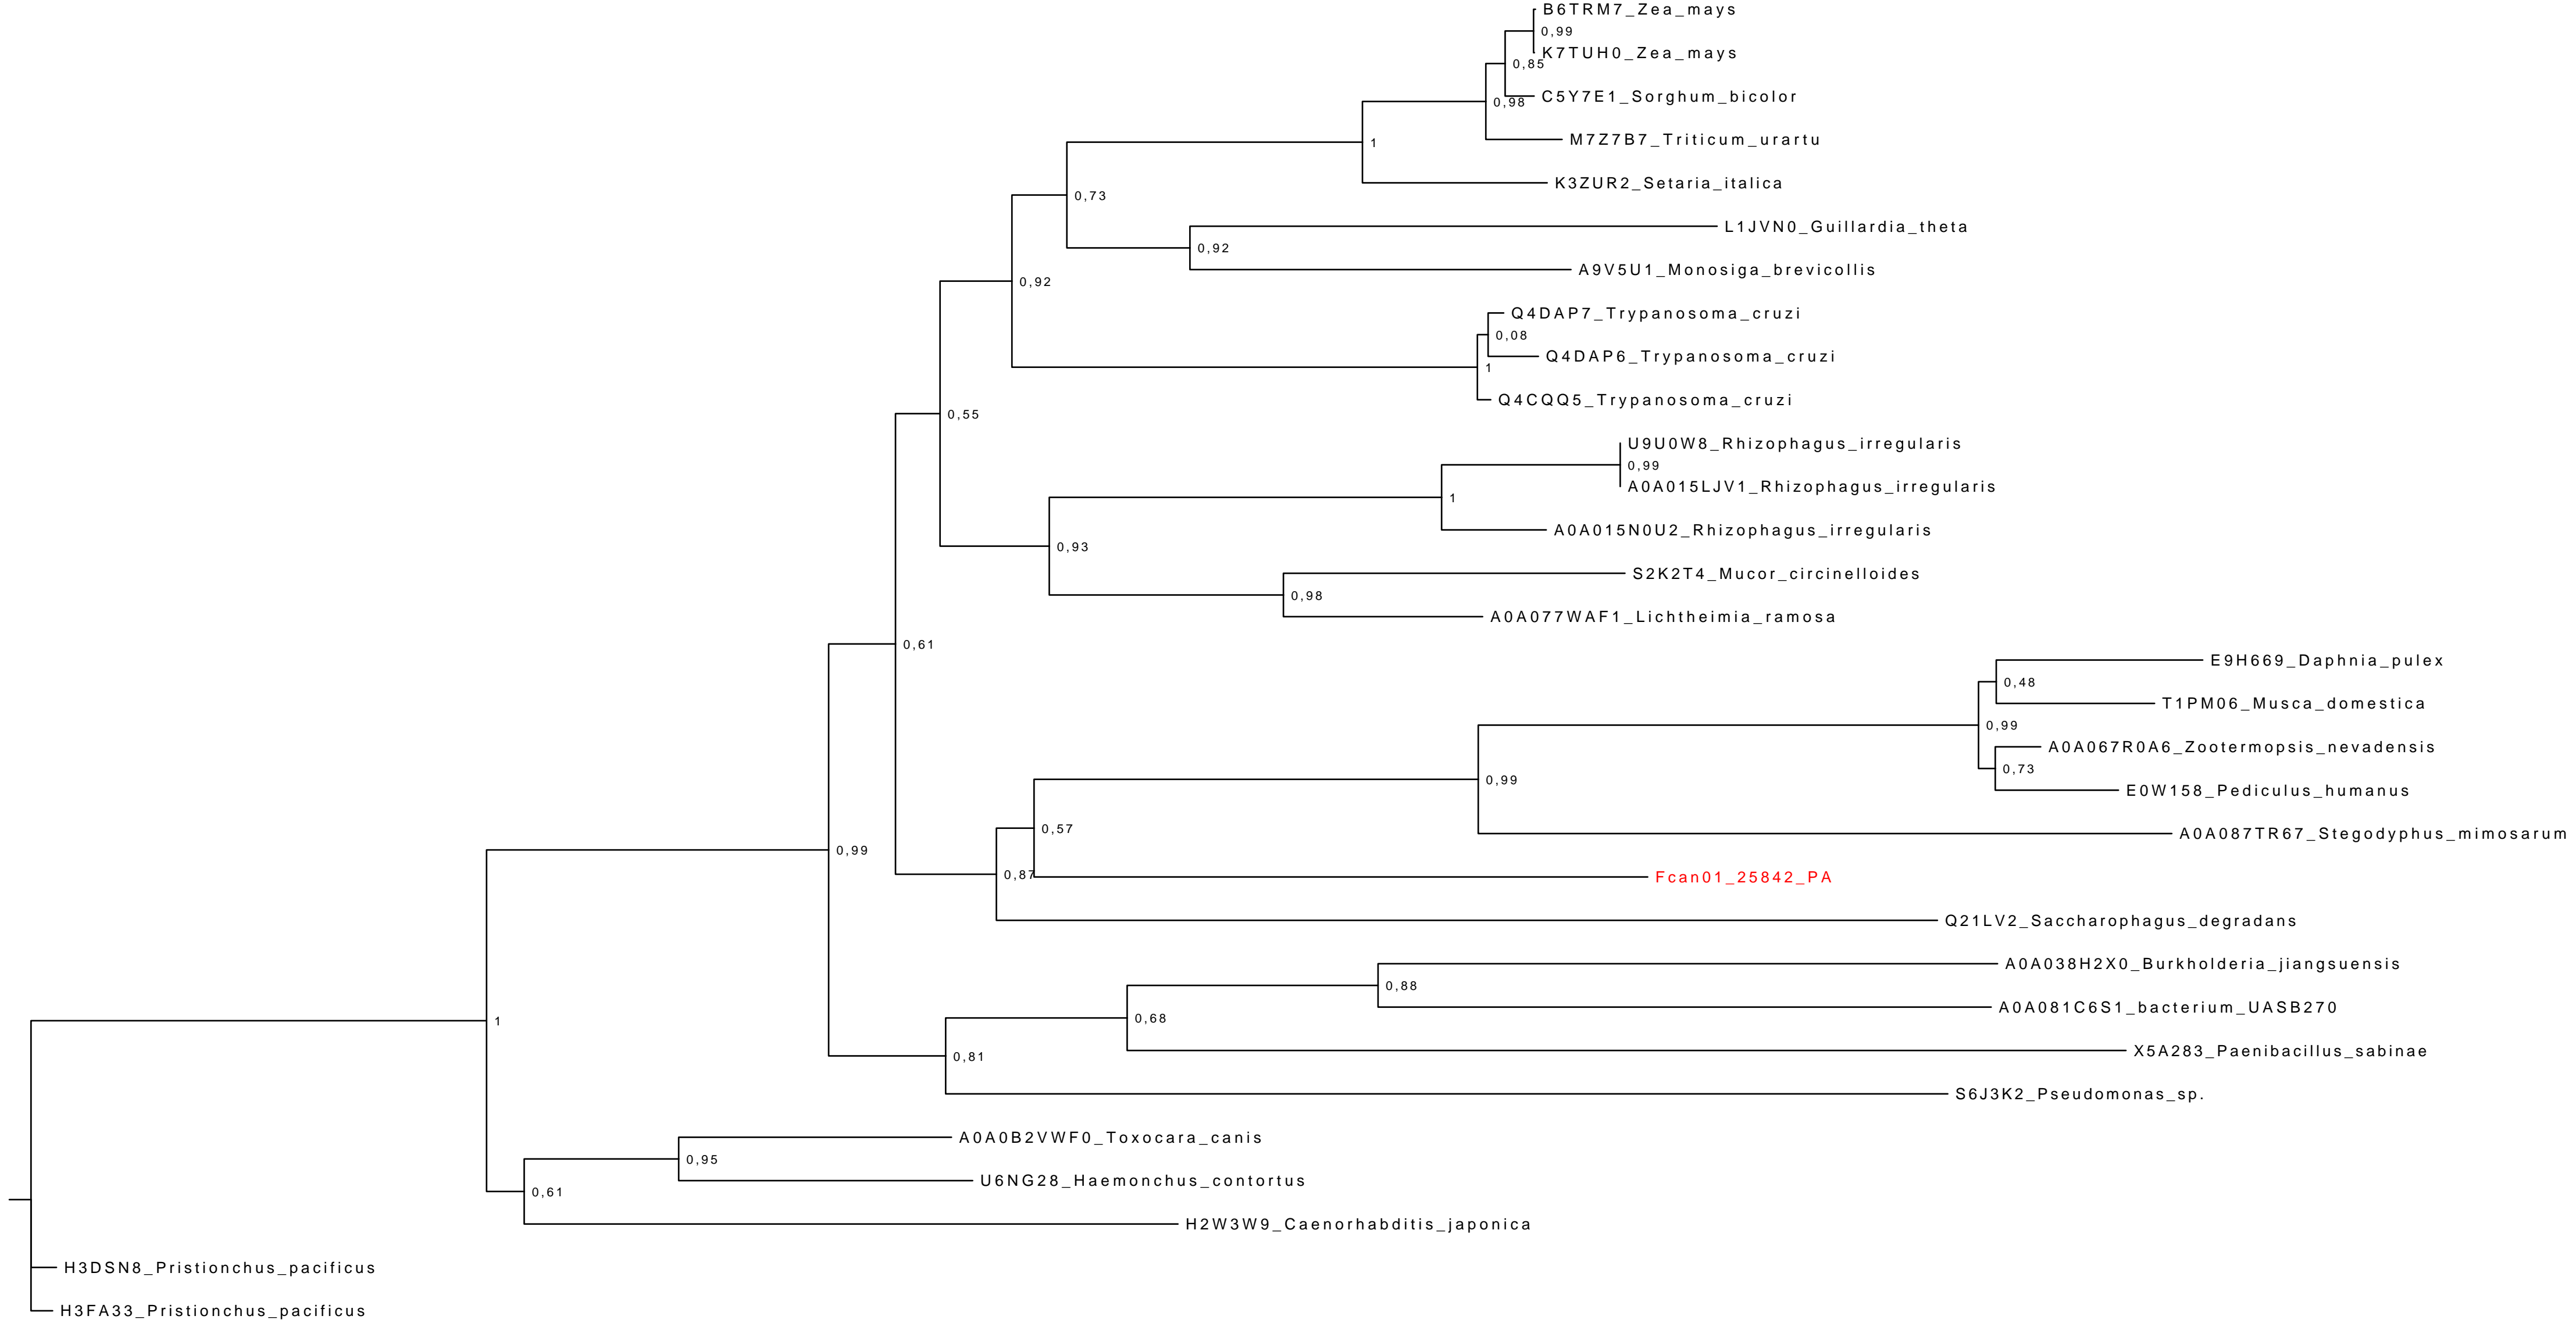 B6TRM7_Zea_mays
0,99
K7TUH0_Zea_mays
0,85
C5Y7E1_Sorghum_bicolor
0,98
M7Z7B7_Triticum_urartu
1
K3ZUR2_Setaria_italica
0,73
L1JVN0_Guillardia_theta
0,92
A9V5U1_Monosiga_brevicollis
0,92
Q4DAP7_Trypanosoma_cruzi
0,08
Q4DAP6_Trypanosoma_cruzi
1
Q4CQQ5_Trypanosoma_cruzi
0,55
U9U0W8_Rhizophagus_irregularis
0,99
A0A015LJV1_Rhizophagus_irregularis
1
A0A015N0U2_Rhizophagus_irregularis
0,93
S2K2T4_Mucor_circinelloides
0,98
A0A077WAF1_Lichtheimia_ramosa
0,61
E9H669_Daphnia_pulex
0,48
T1PM06_Musca_domestica
0,99
A0A067R0A6_Zootermopsis_nevadensis
0,73
E0W158_Pediculus_humanus
0,99
A0A087TR67_Stegodyphus_mimosarum
0,57
0,99
0,87
Fcan01_25842_PA
Q21LV2_Saccharophagus_degradans
A0A038H2X0_Burkholderia_jiangsuensis
0,88
A0A081C6S1_bacterium_UASB270
0,68
1
X5A283_Paenibacillus_sabinae
0,81
S6J3K2_Pseudomonas_sp.
A0A0B2VWF0_Toxocara_canis
0,95
U6NG28_Haemonchus_contortus
0,61
H2W3W9_Caenorhabditis_japonica
H3DSN8_Pristionchus_pacificus
H3FA33_Pristionchus_pacificus